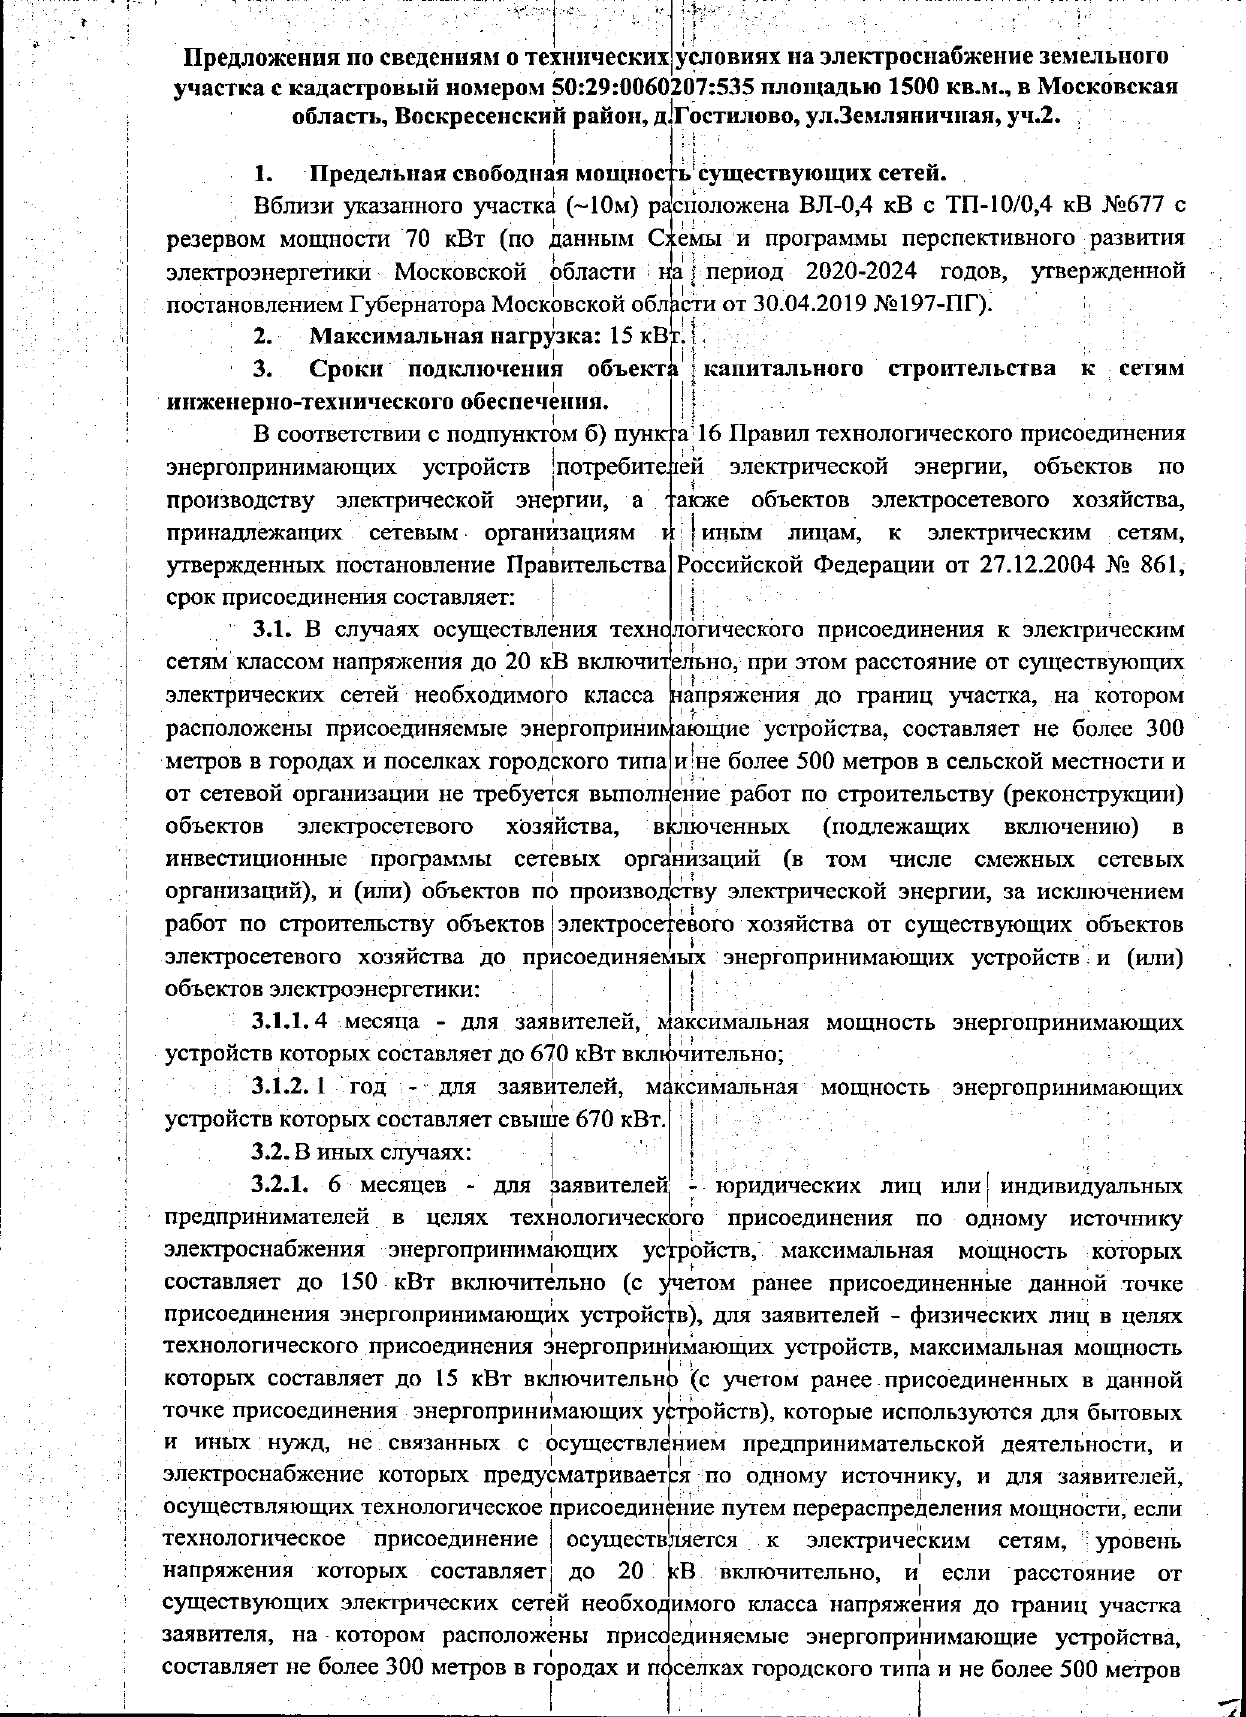 Предложения по сведениям о технических условиях на электроснабжение земельного
участка с кадастровый номером 50:29:0060207:535 площадью 1500 кв.м., в Московская
область, Воскресенский район, д.Гостилово, ул.Земляничная, уч.2.
1. Предельная свободная мощность существующих сетей.
Вблизи указанного участка (~10м) расположена ВЛ-0,4 кВ с ТП-10/0,4 кВ №677 с
резервом мощности 70 кВт (по данным Схемы и программы перспективного развития
электроэнергетики Московской области на период 2020-2024 годов, утвержденной
постановлением Губернатора Московской области от 30.04.2019 №197-ПГ).
2. Максимальная нагрузка: 15 кВт.
3. Сроки подключения объекта капитального строительства к сетям
инженерно-технического обеспечения.
В соответствии с подпунктом б) пункта 16 Правил технологического присоединения
энергопринимающих устройств потребителей электрической энергии, объектов по
производству электрической энергии, а также объектов электросетевого хозяйства,
принадлежащих сетевым организациям и иным лицам, к электрическим сетям,
утвержденных постановление Правительства Российской Федерации от 27.12.2004 № 861,
срок присоединения составляет:
3.1. В случаях осуществления технологического присоединения к электрическим
сетям классом напряжения до 20 кВ включительно, при этом расстояние от существующих
электрических сетей необходимого класса напряжения до границ участка, на котором
расположены присоединяемые энергопринимающие устройства, составляет не более 300
метров в городах и поселках городского типа и не более 500 метров в сельской местности и
от сетевой организации не требуется выполнение работ по строительству (реконструкции)
объектов электросетевого хозяйства, включенных (подлежащих включению) в
инвестиционные программы сетевых организаций (в том числе смежных сетевых
организаций), и (или) объектов по производству электрической энергии, за исключением
работ по строительству объектов электросетевого хозяйства от существующих объектов
электросетевого хозяйства до присоединяемых энергопринимающих устройств и (или)
объектов электроэнергетики:
3.1.1. 4 месяца - для заявителей, максимальная мощность энергопринимающих
устройств которых составляет до 670 кВт включительно;
3.1.2. 1 год - для заявителей, максимальная мощность энергопринимающих
устройств которых составляет свыше 670 кВт.
3.2. В иных случаях:
3.2.1. 6 месяцев - для заявителей - юридических лиц или индивидуальных
предпринимателей в целях технологического присоединения по одному источнику
электроснабжения энергопринимающих устройств, максимальная мощность которых
составляет до 150 кВт включительно (с учетом ранее присоединенные данной точке
присоединения энергопринимающих устройств), для заявителей - физических лиц в целях
технологического присоединения энергопринимающих устройств, максимальная мощность
которых составляет до 15 кВт включительно (с учетом ранее присоединенных в данной
точке присоединения энергопринимающих устройств), которые используются для бытовых
и иных нужд, не связанных с осуществлением предпринимательской деятельности, и
электроснабжение которых предусматривается по одному источнику, и для заявителей,
осуществляющих технологическое присоединение путем перераспределения мощности, если
технологическое присоединение осуществляется к электрическим сетям, уровень
напряжения которых составляет до 20 кВ включительно, и если расстояние от
существующих электрических сетей необходимого класса напряжения до границ участка
заявителя, на котором расположены присоединяемые энергопринимающие устройства,
составляет не более 300 метров в городах и поселках городского типа и не более 500 метров